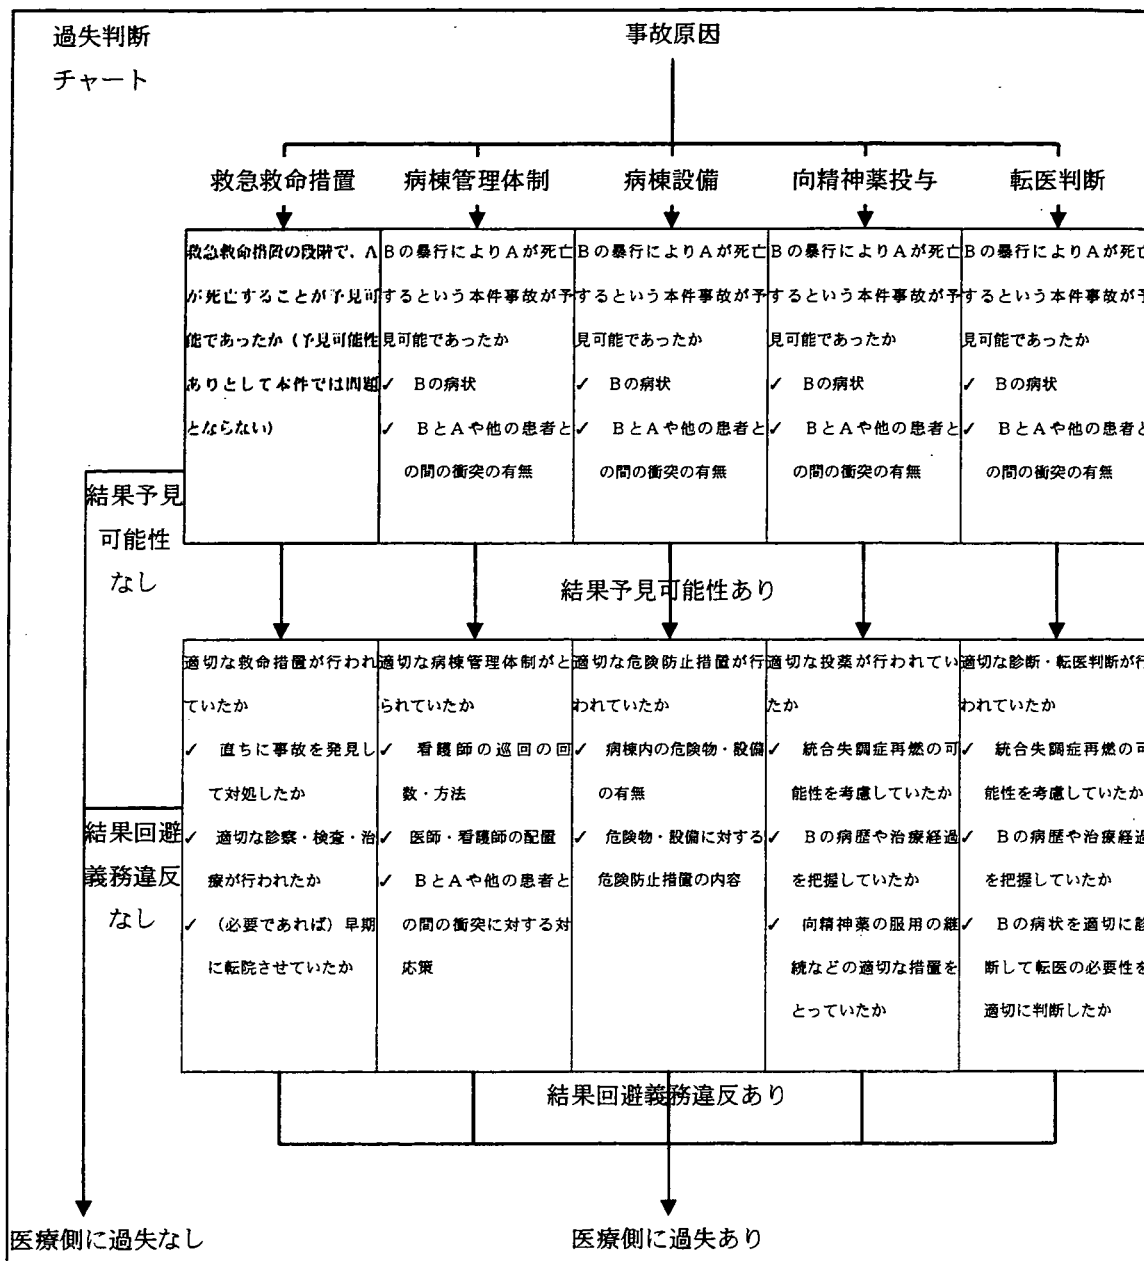 過失判断
チャート
事故原因
救急救命措置
病棟管理体制
病棟設備
向精神薬投与
転医判断
救急救命措置の段階で、A
が死亡することが予見可
能であったか（予見可能性
ありとして本件では問題
とならない）
Bの暴行によりAが死亡
するという本件事故が予
見可能であったか
✓ Bの病状
✓ BとAや他の患者と
の間の衝突の有無
Bの暴行によりAが死亡
するという本件事故が予
見可能であったか
✓ Bの病状
✓ BとAや他の患者と
の間の衝突の有無
Bの暴行によりAが死亡
するという本件事故が予
見可能であったか
✓ Bの病状
✓ BとAや他の患者と
の間の衝突の有無
Bの暴行によりAが死亡
するという本件事故が予
見可能であったか
✓ Bの病状
✓ BとAや他の患者と
の間の衝突の有無
結果予見
可能性
なし
結果予見可能性あり
適切な救命措置が行われ
ていたか
✓ 直ちに事故を発見し
て対処したか
✓ 適切な診察・検査・治
療が行われたか
✓ （必要であれば）早期
に転院させていたか
適切な病棟管理体制がと
られていたか
✓ 看護師の巡回の回
数・方法
✓ 医師・看護師の配置
✓ BとAや他の患者と
の間の衝突に対する対
応策
適切な危険防止措置が行
われていたか
✓ 病棟内の危険物・設備
の有無
✓ 危険物・設備に対する
危険防止措置の内容
適切な投薬が行われてい
たか
✓ 統合失調症再燃の可
能性を考慮していたか
✓ Bの病歴や治療経過
を把握していたか
✓ 向精神薬の服用の継
続などの適切な措置を
とっていたか
適切な診断・転医判断が行
われていたか
✓ 統合失調症再燃の可
能性を考慮していたか
✓ Bの病歴や治療経過
を把握していたか
✓ Bの病状を適切に診
断して転医の必要性を
適切に判断したか
結果回避
義務違反
なし
結果回避義務違反あり
医療側に過失なし
医療側に過失あり